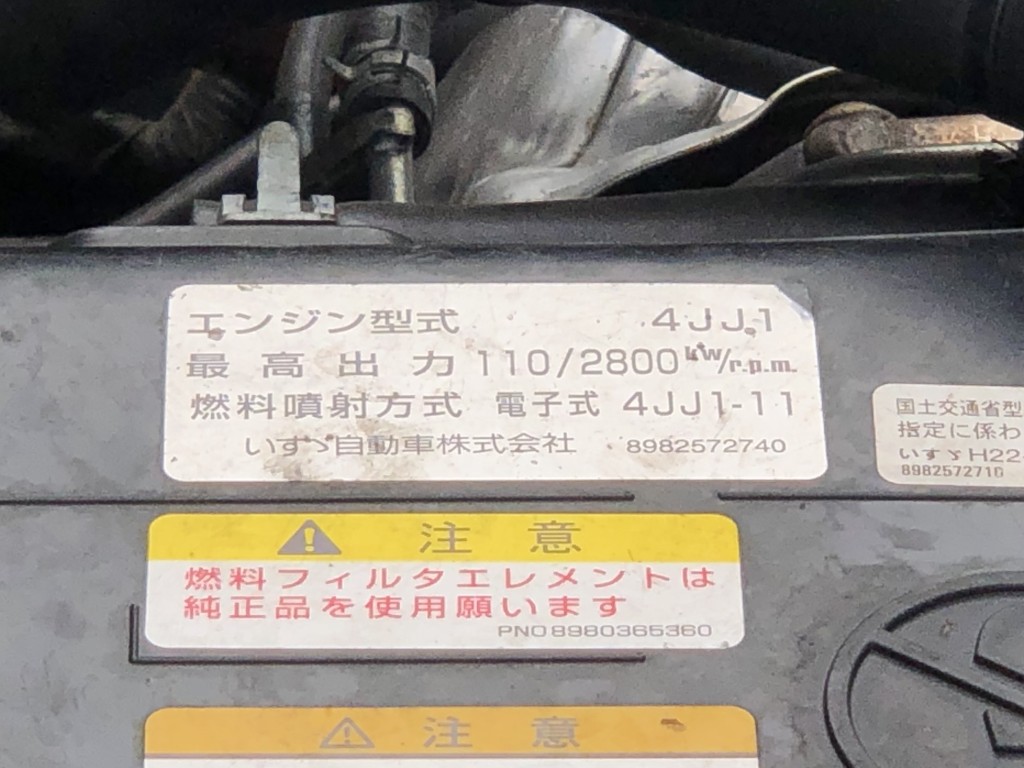 エンジン型式 4JJ1
最高出力 110/2800 kW/r.p.m.
燃料噴射方式 電子式 4JJ1-11
いすゞ自動車株式会社 8982572740
国土交通省型
指定に係わ
いすゞH22-
8982572710
注意
燃料フィルタエレメントは
純正品を使用願います
PNO8980365360
注意